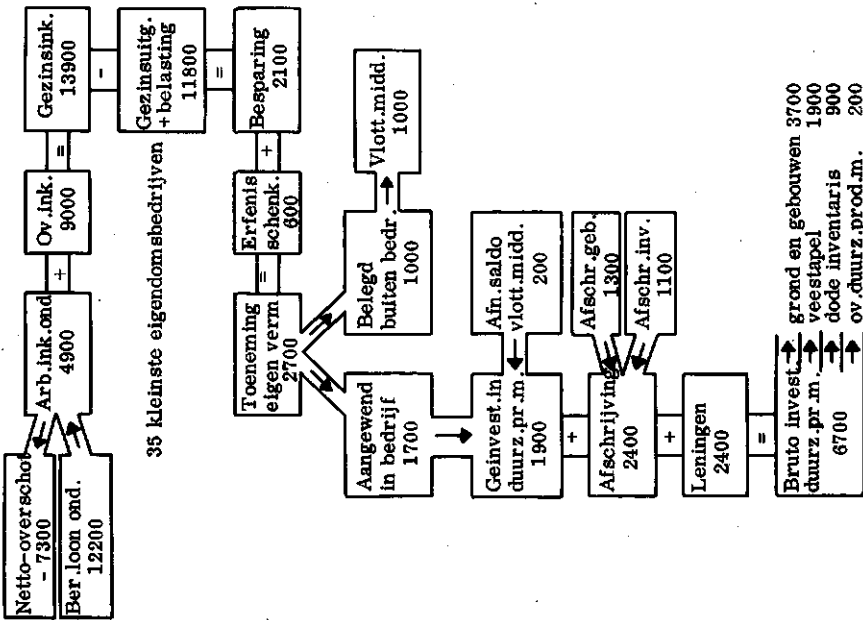 Netto-overschot
- 7300
Ber.loon ond.
12200
Arb.ink.ond
4900
+
Ov.ink.
9000
=
Gezinsink.
13900
-
Gezinsuitg.
+belasting
11800
=
Besparing
2100
+
Erfenis
schenk.
600
=
Toeneming
eigen verm
2700
35 kleinste eigendomsbedrijven
Belegd
buiten bedr.
1000
Vlott.midd.
1000
Aangewend
in bedrijf
1700
Geinvest.in
duurz.pr.m.
1900
Afn.saldo
vlott.midd.
200
+
Afschrijving
2400
Afschr.geb.
1300
Afschr.inv.
1100
+
Leningen
2400
=
Bruto invest.
duurz.pr.m.
6700
grond en gebouwen 3700
veestapel 1900
dode inventaris 900
ov.duurz.prod.m. 200